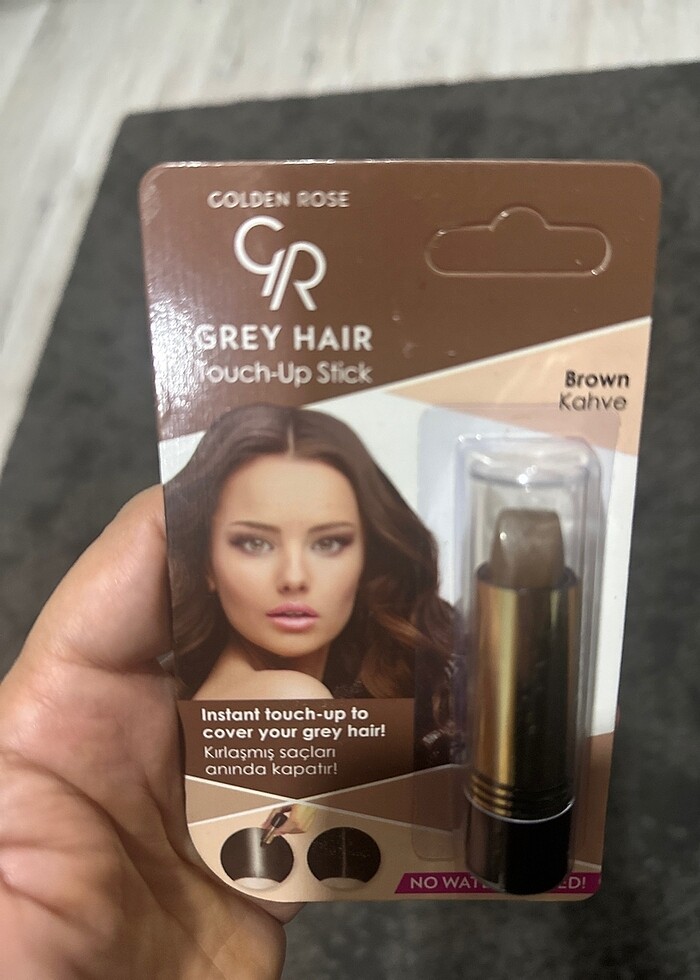 GOLDEN ROSE
GR
GREY HAIR
Touch-Up Stick
Brown
Kahve
Instant touch-up to
cover your grey hair!
Kırlaşmış saçları
anında kapatır!
NO